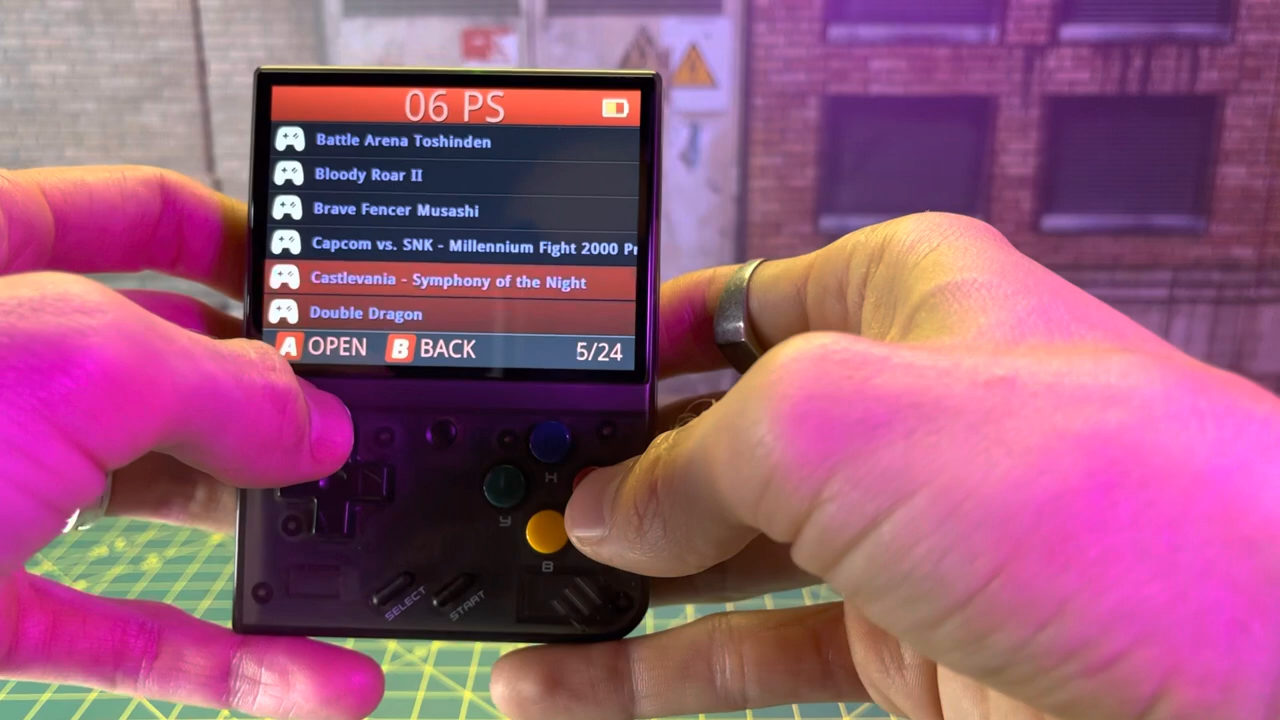 06 PS
Battle Arena Toshinden
Bloody Roar II
Brave Fencer Musashi
Capcom vs. SNK - Millennium Fight 2000 Pr
Castlevania - Symphony of the Night
Double Dragon
A OPEN B BACK 5/24
X
Y
B
SELECT START